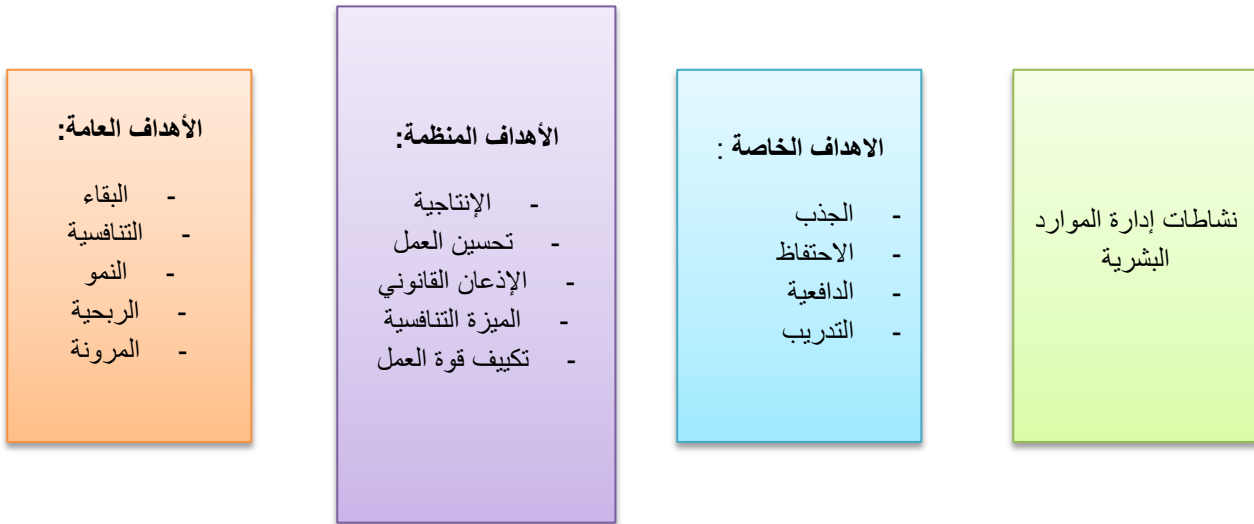 نشاطات إدارة الموارد
البشرية
الاهداف الخاصة :
- الجذب
- الاحتفاظ
- الدافعية
- التدريب
الأهداف المنظمة:
- الإنتاجية
- تحسين العمل
- الإذعان القانوني
- الميزة التنافسية
- تكييف قوة العمل
الأهداف العامة:
- البقاء
- التنافسية
- النمو
- الربحية
- المرونة